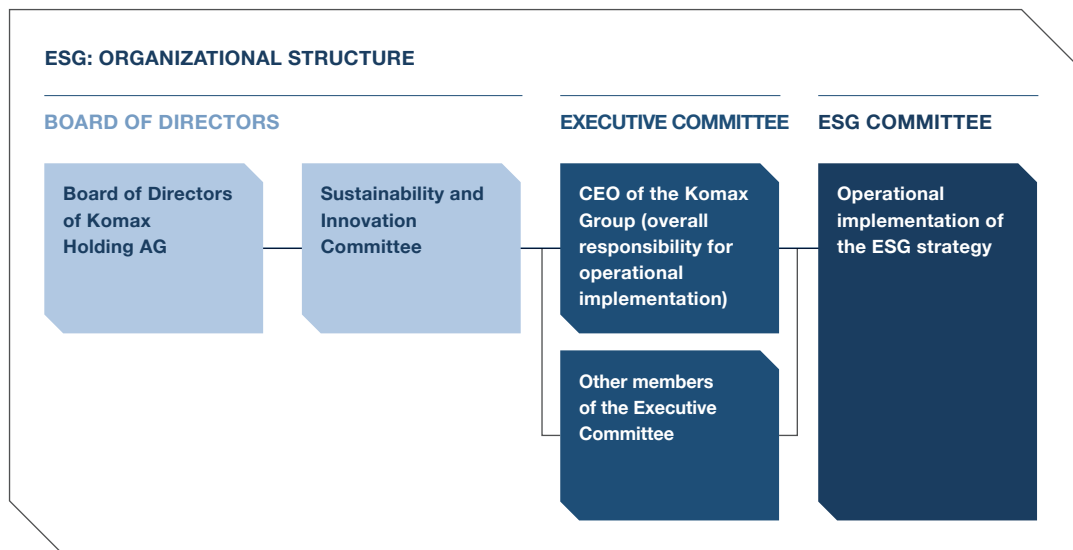 ESG: ORGANIZATIONAL STRUCTURE
BOARD OF DIRECTORS
EXECUTIVE COMMITTEE
ESG COMMITTEE
Board of Directors
of Komax
Holding AG
Sustainability and
Innovation
Committee
CEO of the Komax
Group (overall
responsibility for
operational
implementation)
Other members
of the Executive
Committee
Operational
implementation of
the ESG strategy